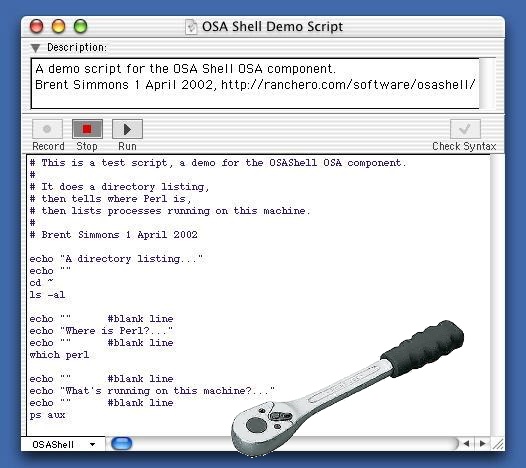 OSA Shell Demo Script
Description:
A demo script for the OSA Shell OSA component.
Brent Simmons 1 April 2002, http://ranchero.com/software/osashell/
Record Stop Run Check Syntax
# This is a test script, a demo for the OSAShell OSA component.
#
# It does a directory listing,
# then tells where Perl is,
# then lists processes running on this machine.
#
# Brent Simmons 1 April 2002
echo "A directory listing..."
echo ""
cd ~
ls -al
echo "" #blank line
echo "Where is Perl?..."
echo "" #blank line
which perl
echo "" #blank line
echo "What's running on this machine?..."
echo "" #blank line
ps aux
OSAShell